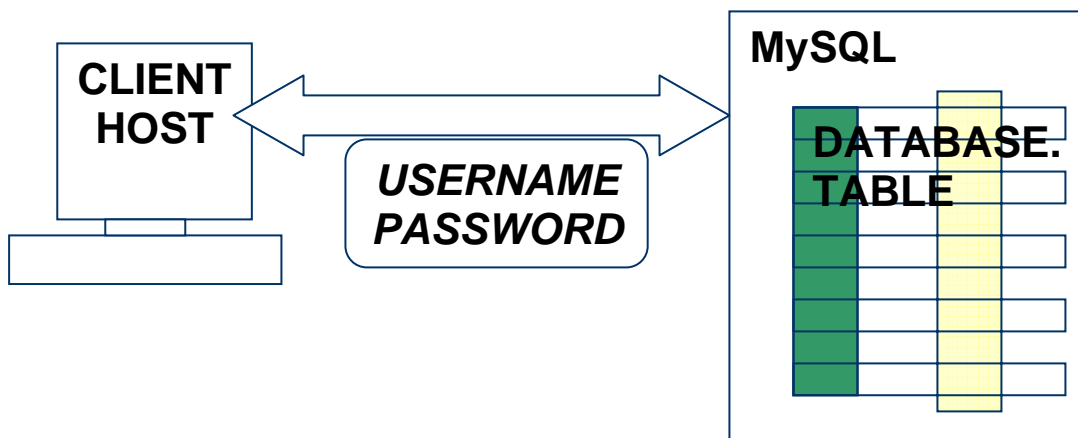 CLIENT
HOST
USERNAME
PASSWORD
MySQL
DATABASE.
TABLE